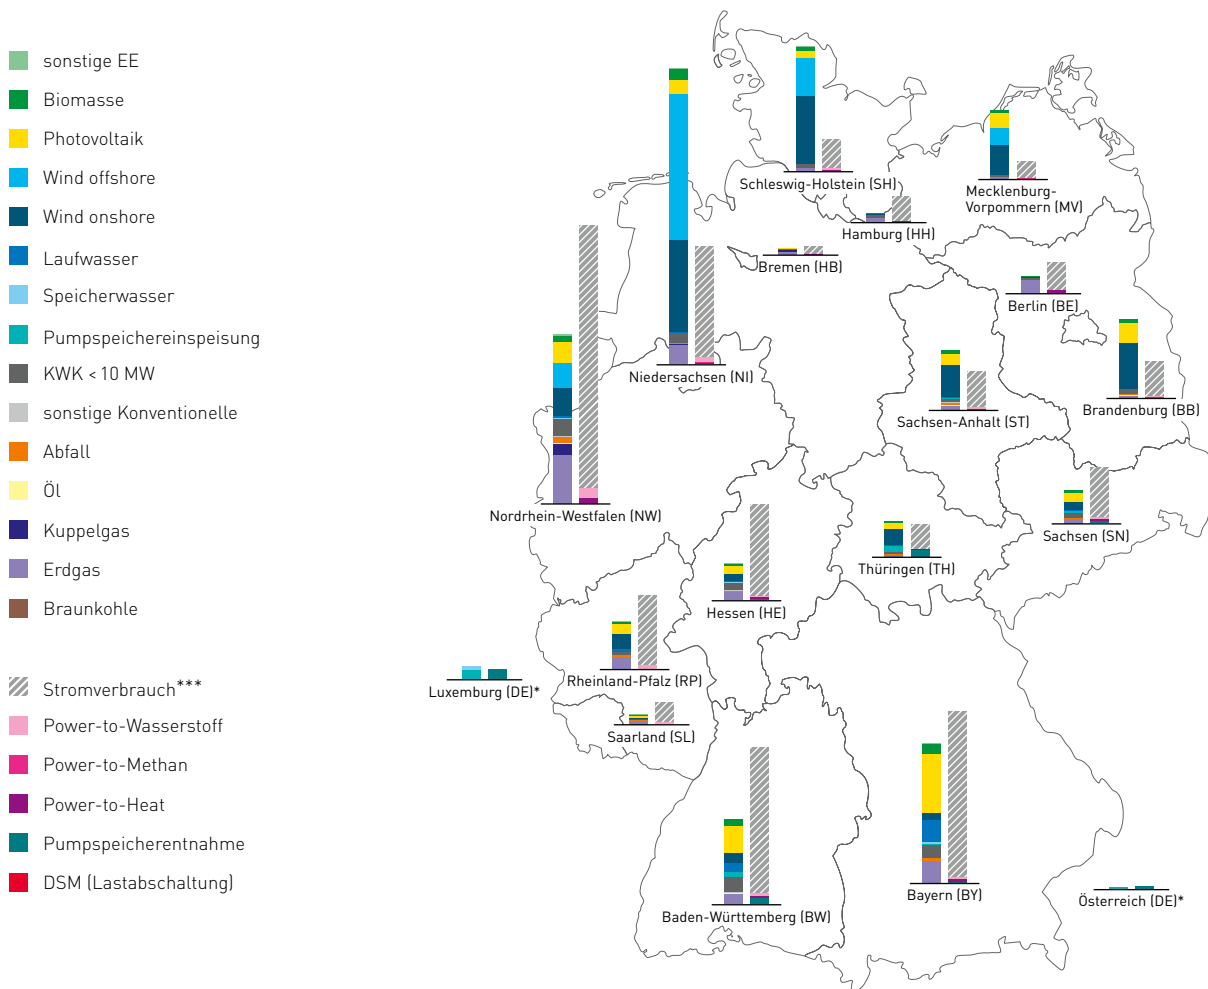 sonstige EE
Biomasse
Photovoltaik
Wind offshore
Wind onshore
Laufwasser
Speicherwasser
Pumpspeichereinspeisung
KWK < 10 MW
sonstige Konventionelle
Abfall
Öl
Kuppelgas
Erdgas
Braunkohle
Stromverbrauch***
Power-to-Wasserstoff
Power-to-Methan
Power-to-Heat
Pumpspeicherentnahme
DSM (Lastabschaltung)
Schleswig-Holstein (SH)
Mecklenburg-
Vorpommern (MV)
Hamburg (HH)
Bremen (HB)
Berlin (BE)
Niedersachsen (NI)
Brandenburg (BB)
Sachsen-Anhalt (ST)
Nordrhein-Westfalen (NW)
Sachsen (SN)
Thüringen (TH)
Hessen (HE)
Rheinland-Pfalz (RP)
Luxemburg (DE)*
Saarland (SL)
Bayern (BY)
Österreich (DE)*
Baden-Württemberg (BW)